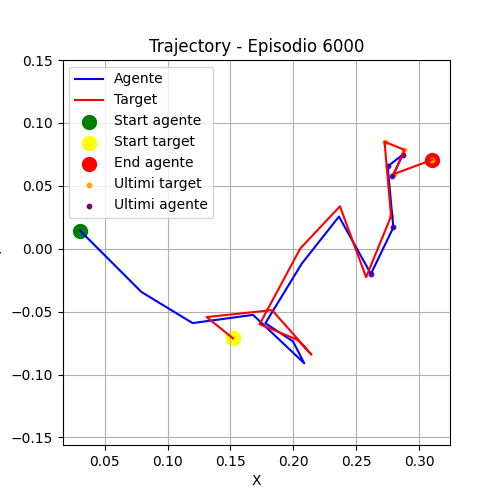 Trajectory - Episodio 6000
0.15
0.10
0.05
0.00
−0.05
−0.10
−0.15
Agente
Target
Start agente
Start target
End agente
Ultimi target
Ultimi agente
0.05 0.10 0.15 0.20 0.25 0.30
X